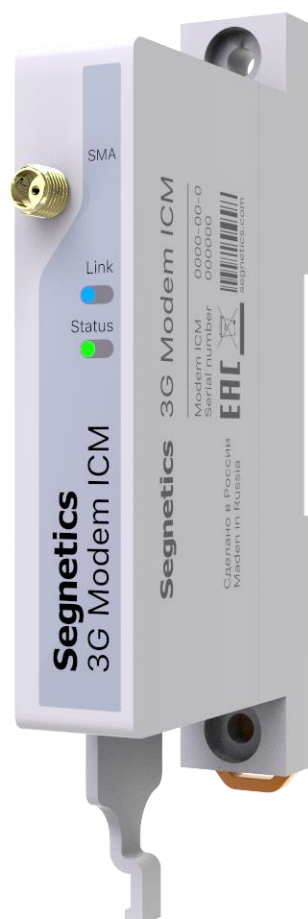 SMA
Link
Status
Segnetics
3G Modem ICM
Segnetics 3G Modem ICM
Modem ICM 0000-00-0
Serial number 000000
segnetics.com
EAC
Сделано в России
Maden in Russia